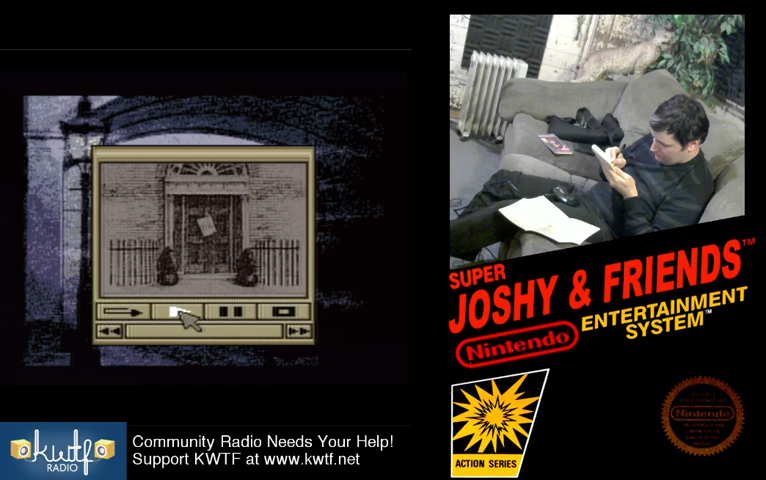 SUPER
JOSHY & FRIENDS™
Nintendo
ENTERTAINMENT
SYSTEM™
ACTION SERIES
Nintendo
kwtf
RADIO
Community Radio Needs Your Help!
Support KWTF at www.kwtf.net